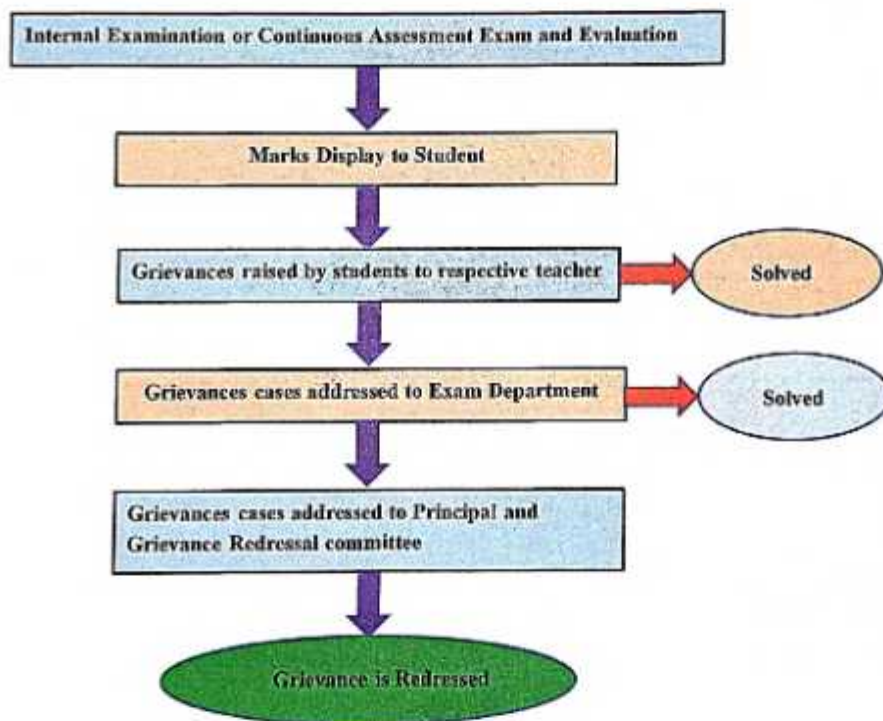 Internal Examination or Continuous Assessment Exam and Evaluation
Marks Display to Student
Grievances raised by students to respective teacher
Solved
Grievances cases addressed to Exam Department
Solved
Grievances cases addressed to Principal and
Grievance Redressal committee
Grievance is Redressed